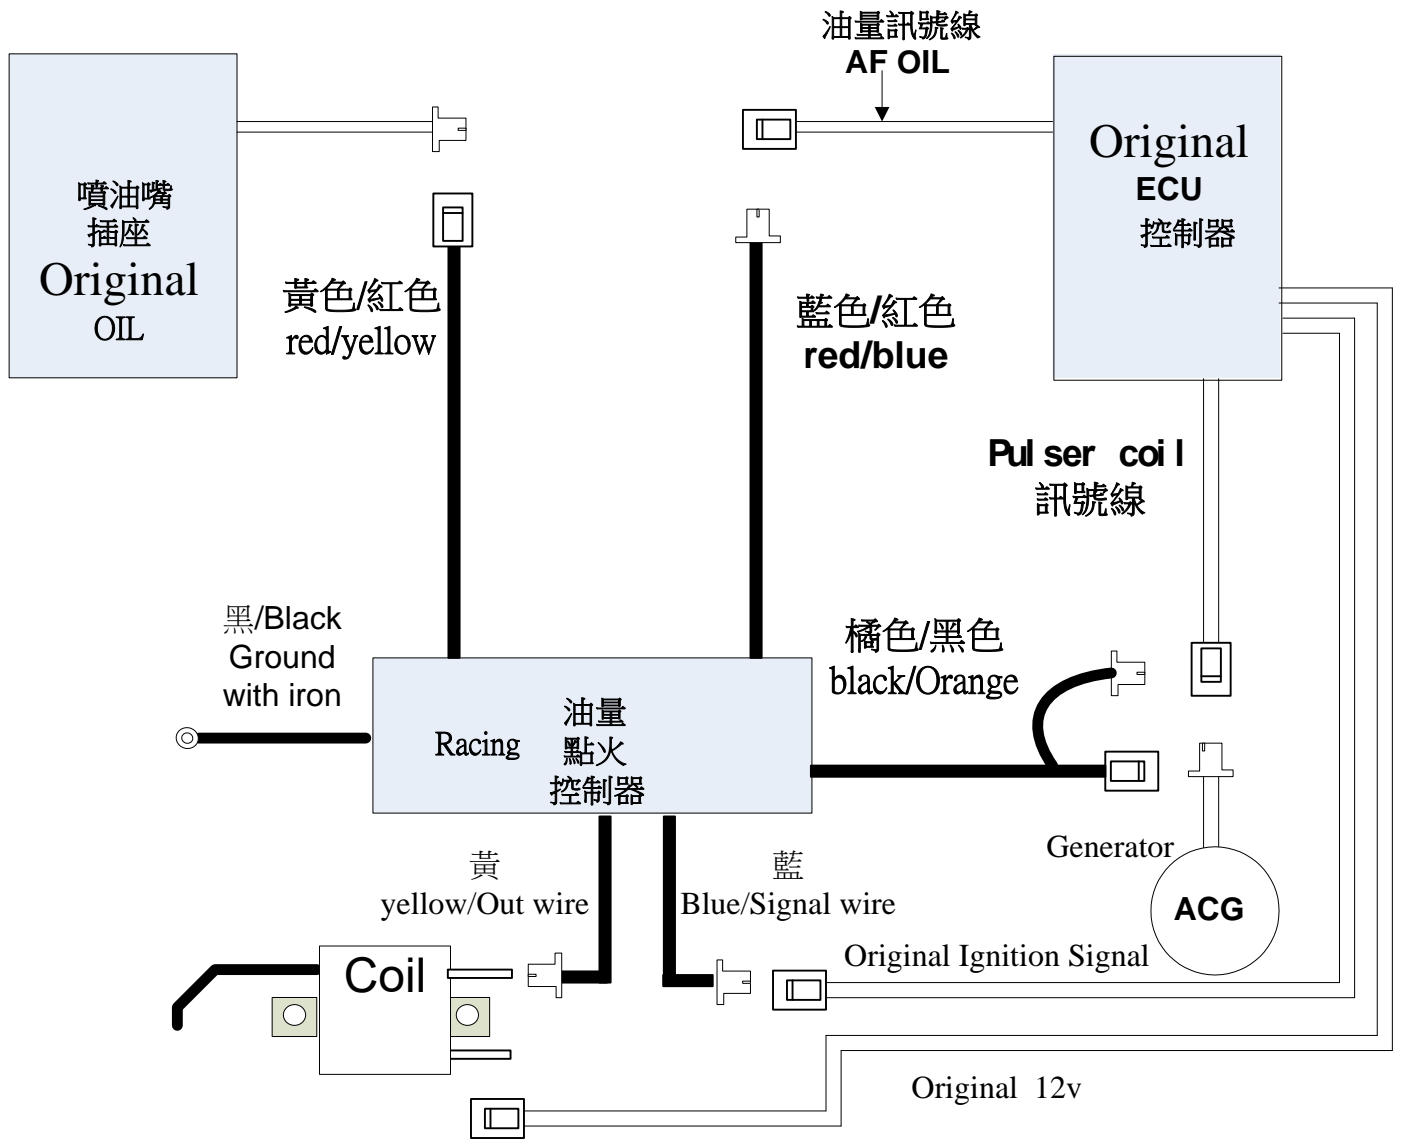 油量訊號線
AF OIL
噴油嘴
插座
Original
OIL
Original
ECU
控制器
黃色/紅色
red/yellow
藍色/紅色
red/blue
Pulser coil
訊號線
黑/Black
Ground
with iron
橘色/黑色
black/Orange
Racing
油量
點火
控制器
黃
yellow/Out wire
藍
Blue/Signal wire
Generator
ACG
Original Ignition Signal
Coil
Original 12v